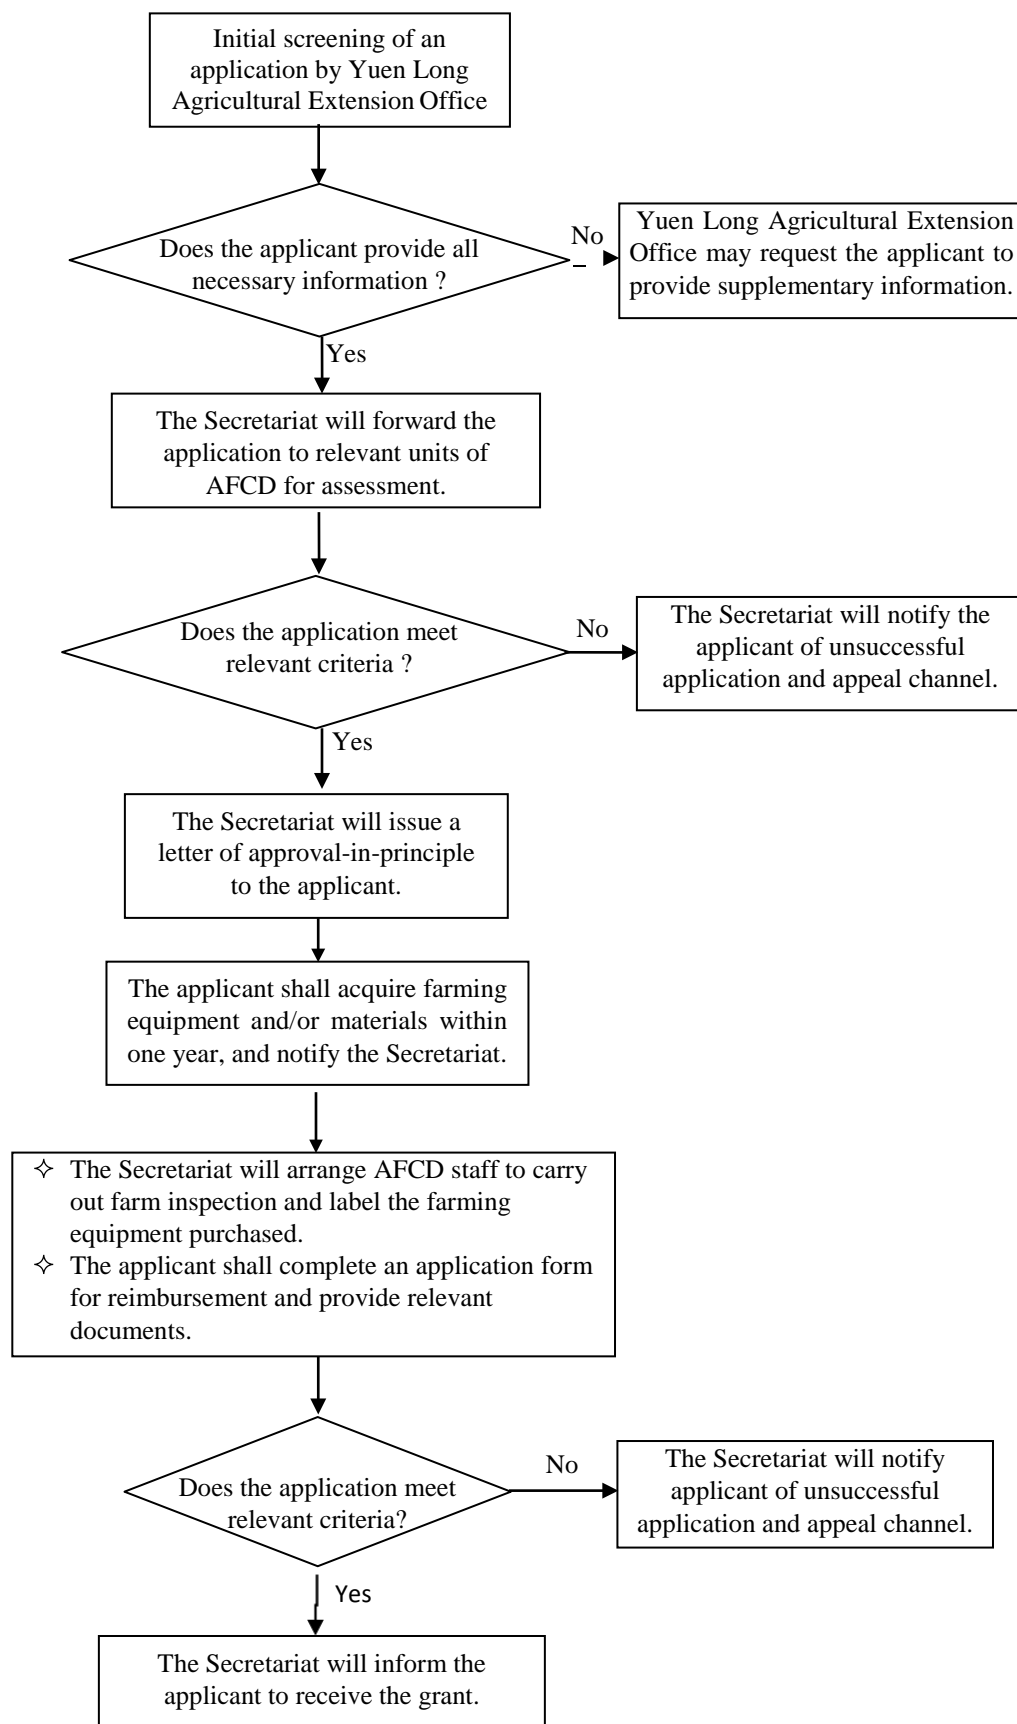 Initial screening of an
application by Yuen Long
Agricultural Extension Office
Does the applicant provide all
necessary information ?
No
Yuen Long Agricultural Extension
Office may request the applicant to
provide supplementary information.
Yes
The Secretariat will forward the
application to relevant units of
AFCD for assessment.
Does the application meet
relevant criteria ?
No
The Secretariat will notify the
applicant of unsuccessful
application and appeal channel.
Yes
The Secretariat will issue a
letter of approval-in-principle
to the applicant.
The applicant shall acquire farming
equipment and/or materials within
one year, and notify the Secretariat.
✧ The Secretariat will arrange AFCD staff to carry
out farm inspection and label the farming
equipment purchased.
✧ The applicant shall complete an application form
for reimbursement and provide relevant
documents.
Does the application meet
relevant criteria?
No
The Secretariat will notify
applicant of unsuccessful
application and appeal channel.
Yes
The Secretariat will inform the
applicant to receive the grant.